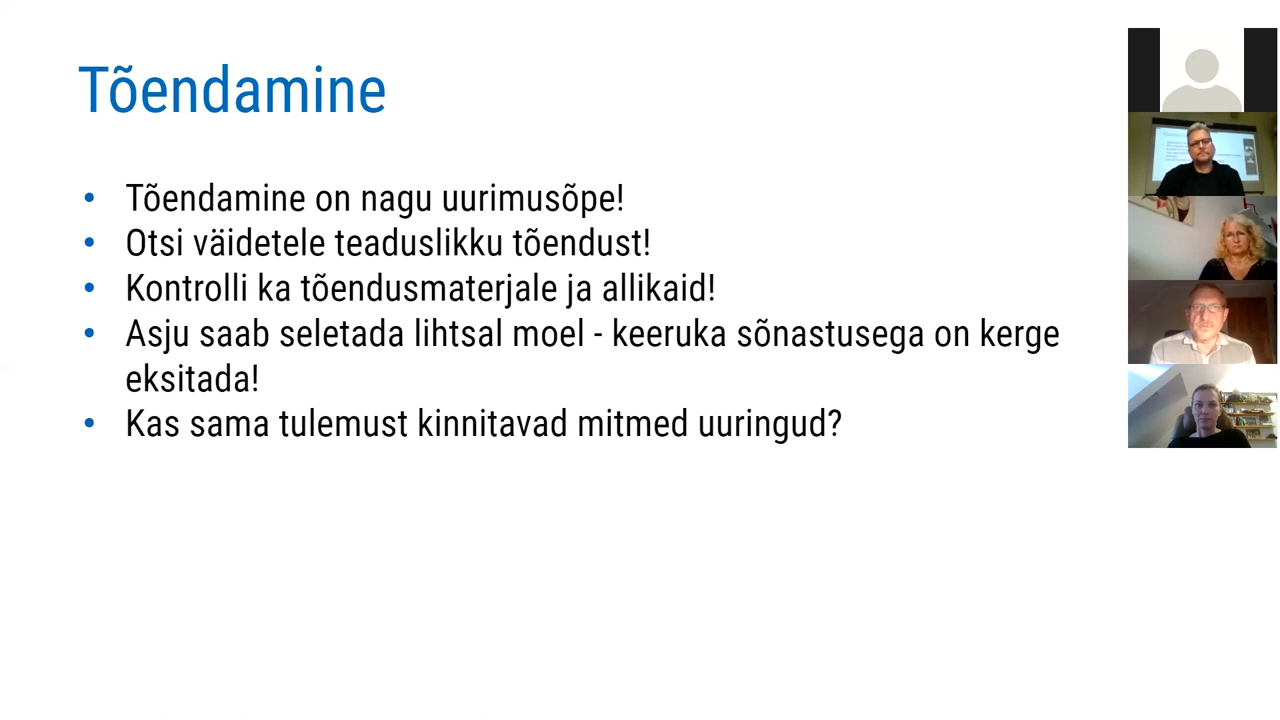 Tõendamine
• Tõendamine on nagu uurimusõpe!
• Otsi väidetele teaduslikku tõendust!
• Kontrolli ka tõendusmaterjale ja allikaid!
• Asju saab seletada lihtsal moel - keeruka sõnastusega on kerge
eksitada!
• Kas sama tulemust kinnitavad mitmed uuringud?